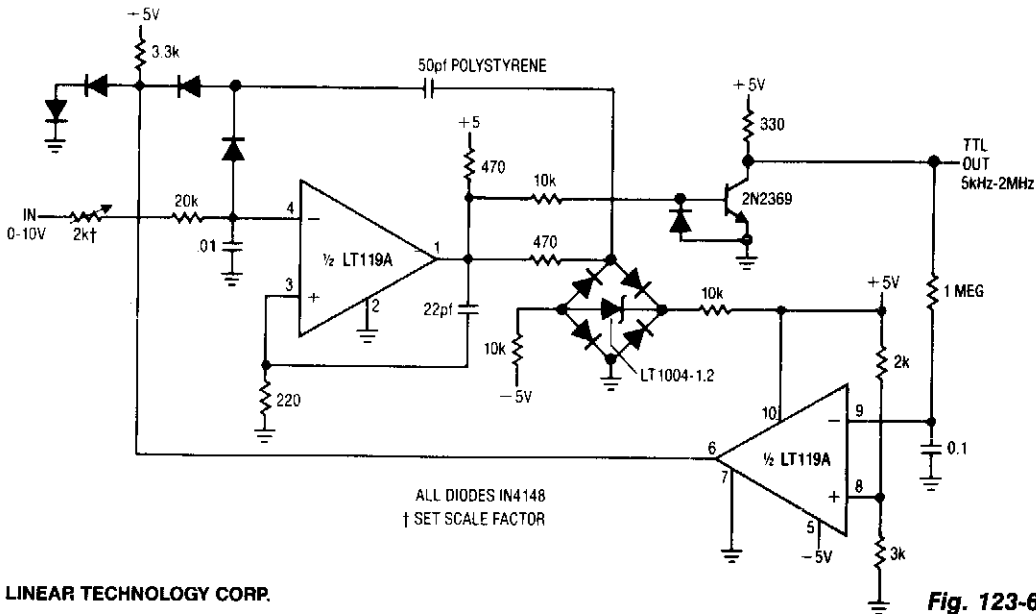 -5V
3.3k
50pf POLYSTYRENE
+5
470
+5V
330
TTL
OUT
5kHz-2MHz
10k
2N2369
IN
0-10V
2k†
20k
4
.01
½ LT119A
1
3
2
22pf
220
470
10k
LT1004-1.2
-5V
10k
+5V
1 MEG
2k
10
9
½ LT119A
6
7
8
5
-5V
0.1
3k
ALL DIODES IN4148
† SET SCALE FACTOR
LINEAR TECHNOLOGY CORP.
Fig. 123-6